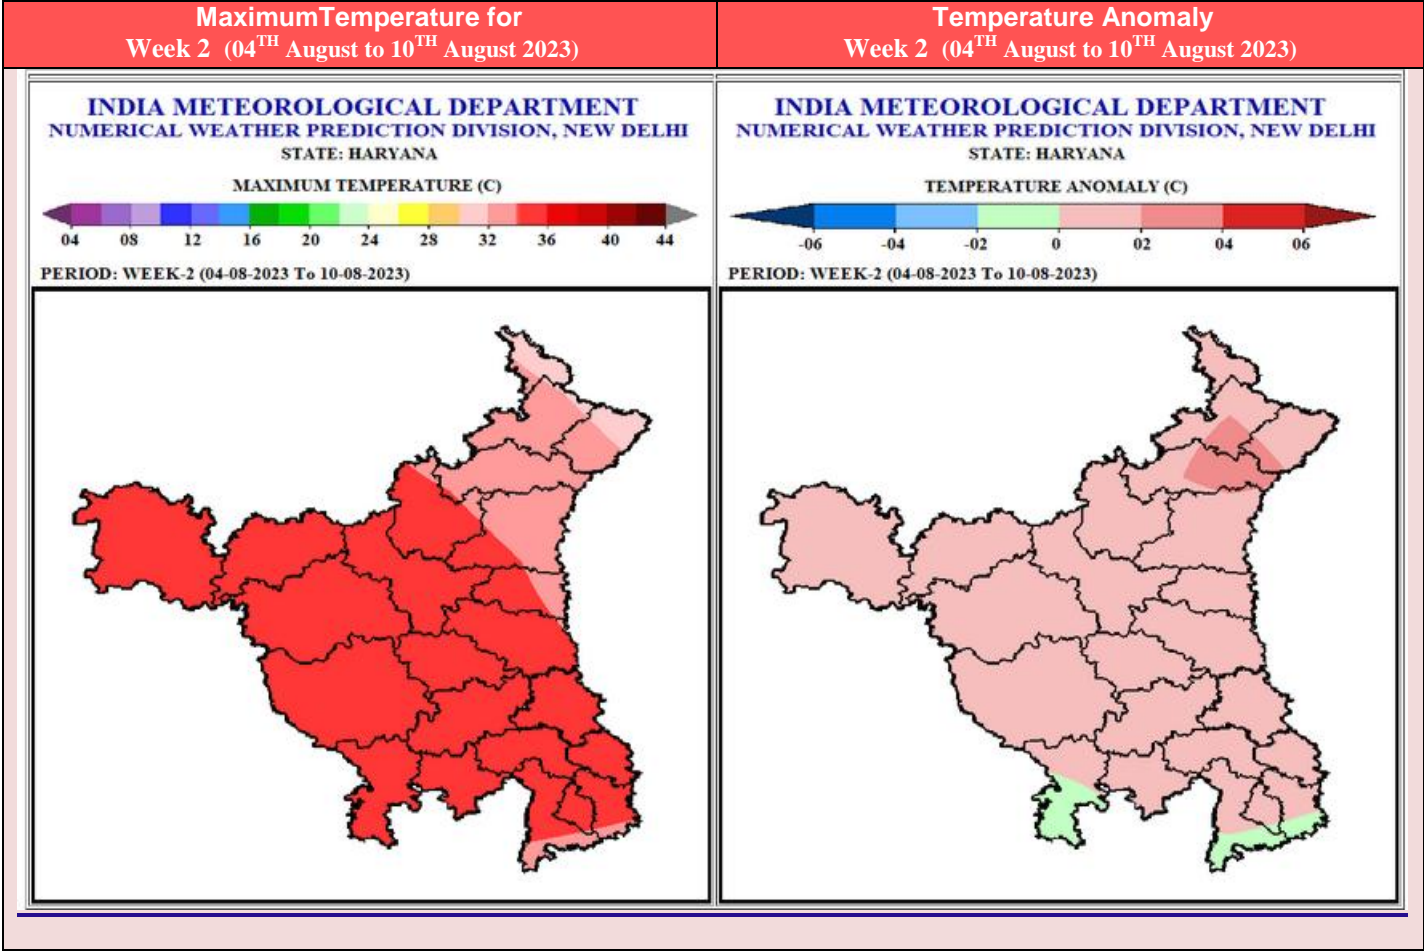 MaximumTemperature for
Week 2 (04TH August to 10TH August 2023)
Temperature Anomaly
Week 2 (04TH August to 10TH August 2023)
INDIA METEOROLOGICAL DEPARTMENT
NUMERICAL WEATHER PREDICTION DIVISION, NEW DELHI
STATE: HARYANA
MAXIMUM TEMPERATURE (C)
04 08 12 16 20 24 28 32 36 40 44
PERIOD: WEEK-2 (04-08-2023 To 10-08-2023)
INDIA METEOROLOGICAL DEPARTMENT
NUMERICAL WEATHER PREDICTION DIVISION, NEW DELHI
STATE: HARYANA
TEMPERATURE ANOMALY (C)
-06 -04 -02 0 02 04 06
PERIOD: WEEK-2 (04-08-2023 To 10-08-2023)